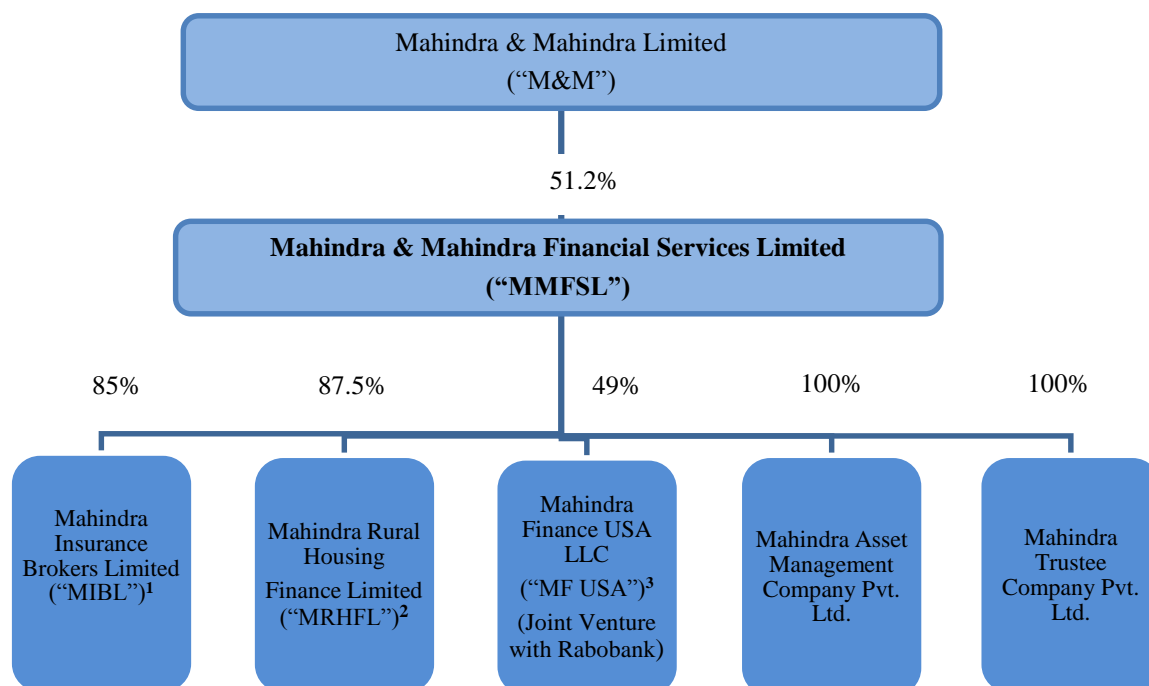 Mahindra & Mahindra Limited
(“M&M”)
51.2%
Mahindra & Mahindra Financial Services Limited
(“MMFSL”)
85%
87.5%
49%
100%
100%
Mahindra
Insurance
Brokers Limited
(“MIBL”)1
Mahindra Rural
Housing
Finance Limited
(“MRHFL”)2
Mahindra
Finance USA
LLC
(“MF USA”)3
(Joint Venture
with Rabobank)
Mahindra Asset
Management
Company Pvt.
Ltd.
Mahindra
Trustee
Company Pvt.
Ltd.